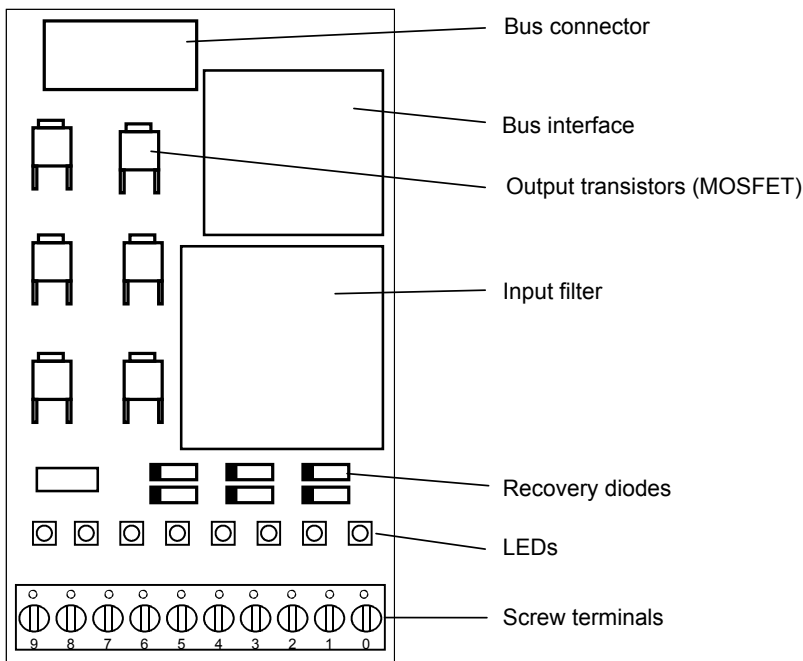 Bus connector
Bus interface
Output transistors (MOSFET)
Input filter
Recovery diodes
LEDs
Screw terminals
9 8 7 6 5 4 3 2 1 0